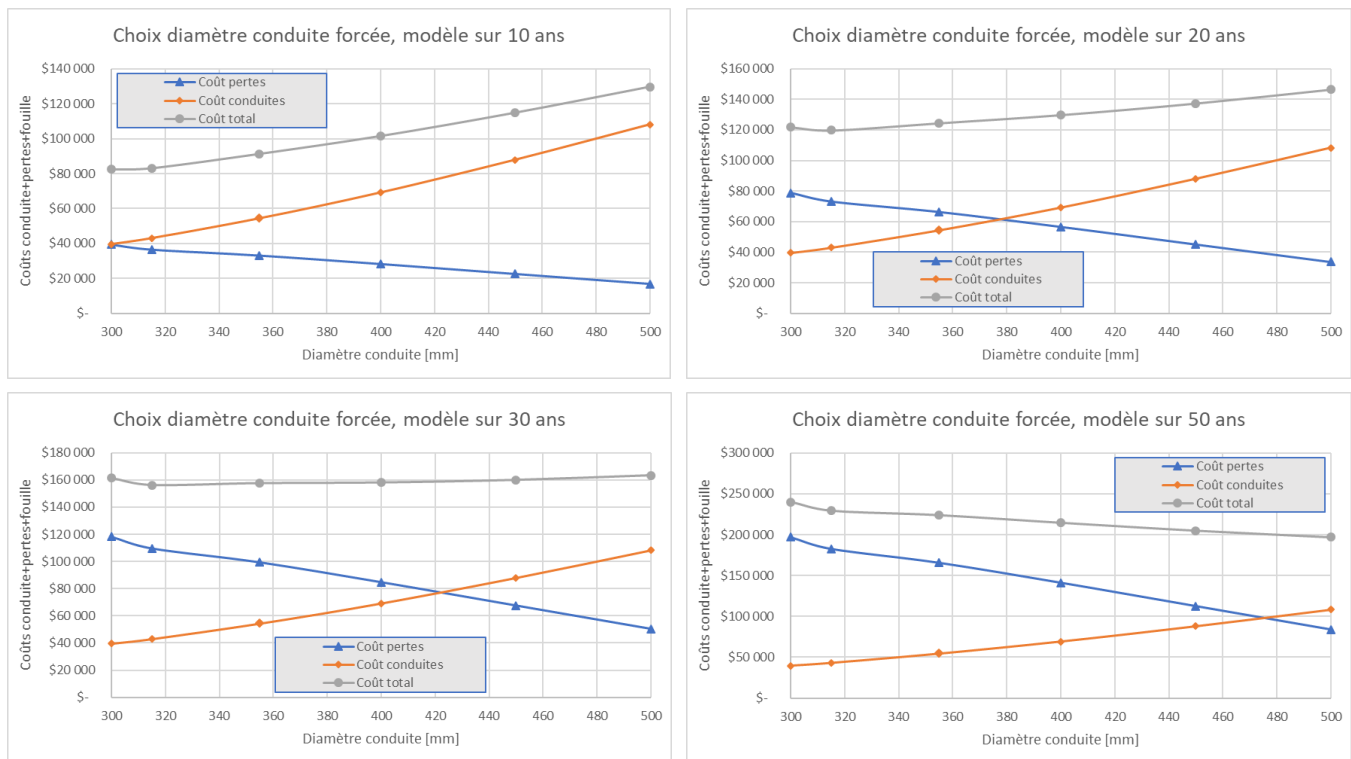 Choix diamètre conduite forcée, modèle sur 10 ans
Coûts conduite+pertes+fouille
$140 000
$120 000
$100 000
$80 000
$60 000
$40 000
$20 000
$-
Coût pertes
Coût conduites
Coût total
300 320 340 360 380 400 420 440 460 480 500
Diamètre conduite [mm]
Choix diamètre conduite forcée, modèle sur 20 ans
Coûts conduite+pertes+fouille
$160 000
$140 000
$120 000
$100 000
$80 000
$60 000
$40 000
$20 000
$-
Coût pertes
Coût conduites
Coût total
300 320 340 360 380 400 420 440 460 480 500
Diamètre conduite [mm]
Choix diamètre conduite forcée, modèle sur 30 ans
Coûts conduite+pertes+fouille
$180 000
$160 000
$140 000
$120 000
$100 000
$80 000
$60 000
$40 000
$20 000
$-
Coût pertes
Coût conduites
Coût total
300 320 340 360 380 400 420 440 460 480 500
Diamètre conduite [mm]
Choix diamètre conduite forcée, modèle sur 50 ans
Coûts conduite+pertes+fouille
$300 000
$250 000
$200 000
$150 000
$100 000
$50 000
$-
Coût pertes
Coût conduites
Coût total
300 320 340 360 380 400 420 440 460 480 500
Diamètre conduite [mm]